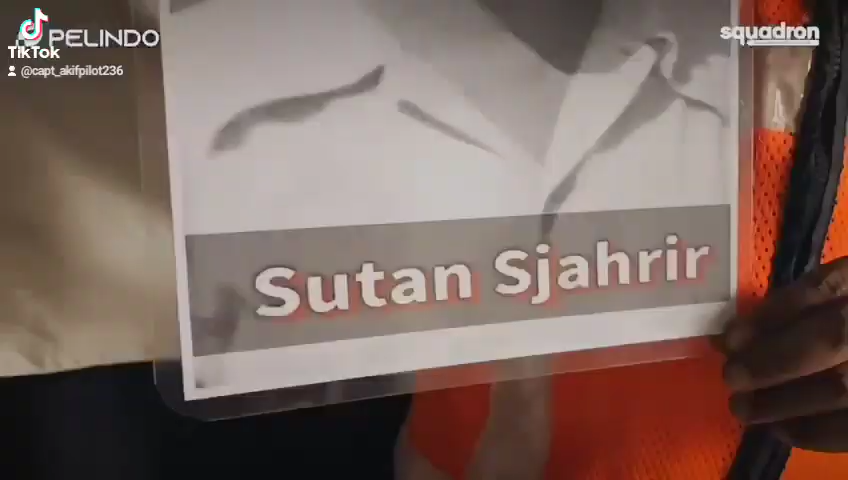 TikTok
@capt_akifpilot236
PELINDO
squadron
Sutan Sjahrir